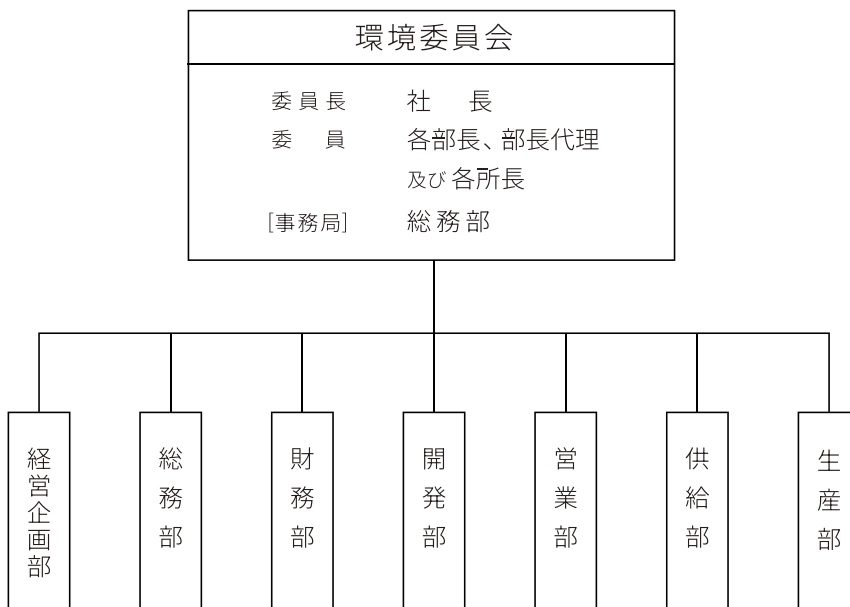 環境委員会
委員長 社長
委員 各部長、部長代理
及び各所長
[事務局] 総務部
経営企画部
総務部
財務部
開発部
営業部
供給部
生産部